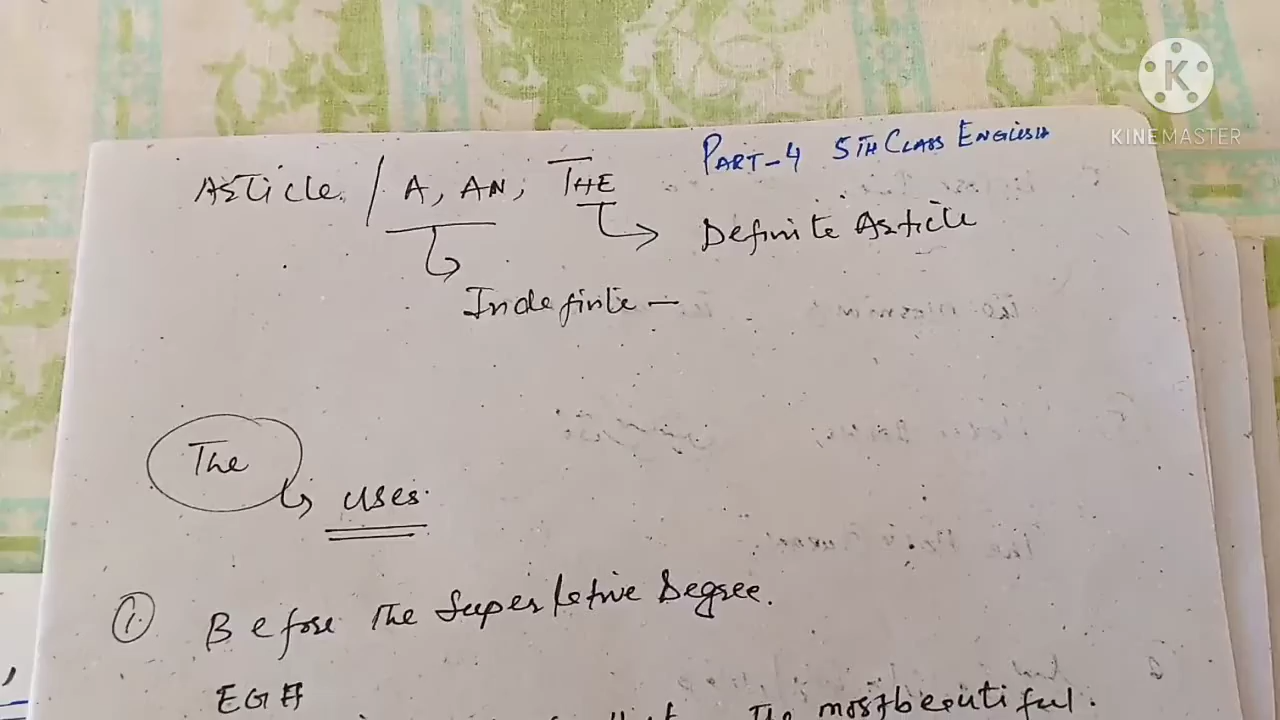 PART-4 5TH CLASS ENGLISH
KINEMASTER
Article / A, AN, THE
Definite Article
Indefinite —
The
uses.
1. Before The Superlative Degree.
EG #
The most beautiful.